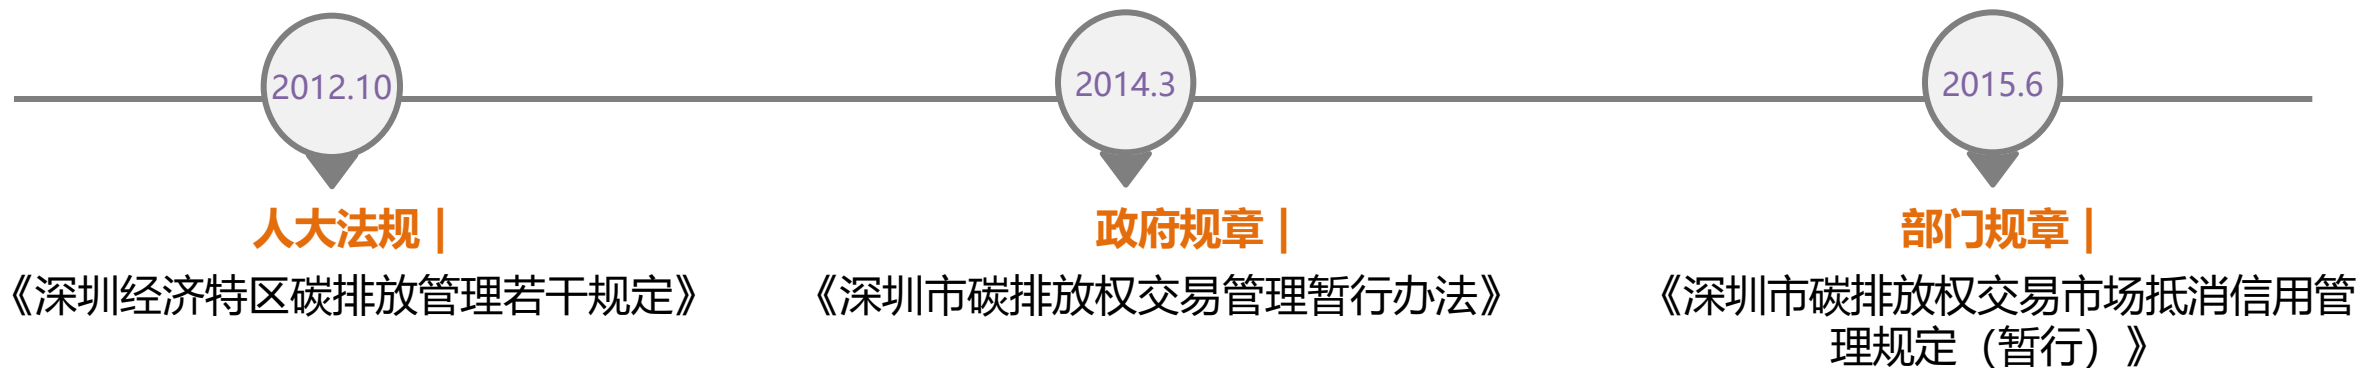 2012.10
2014.3
2015.6
人大法规 |
政府规章 |
部门规章 |
《深圳经济特区碳排放管理若干规定》
《深圳市碳排放权交易管理暂行办法》
《深圳市碳排放权交易市场抵消信用管
理规定（暂行）》